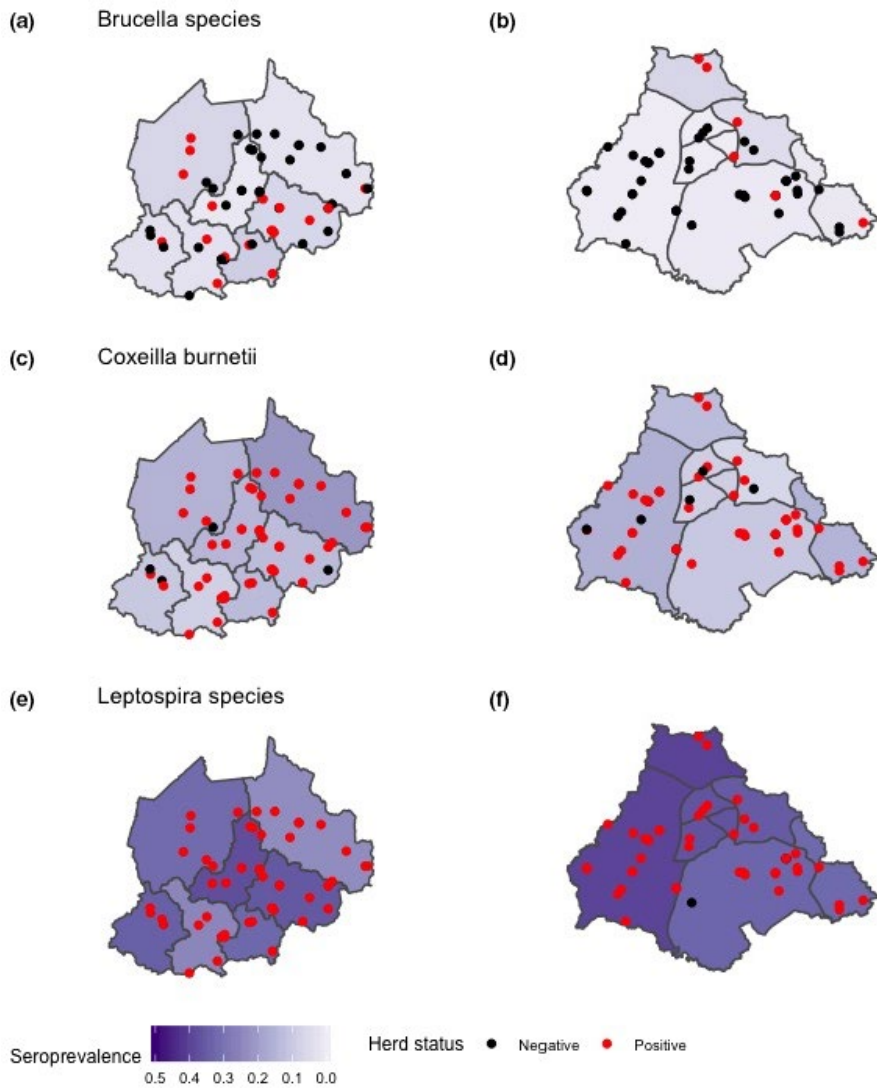 (a) Brucella species (b)
(c) Coxeilla burnetii (d)
(e) Leptospira species (f)
Seroprevalence 0.5 0.4 0.3 0.2 0.1 0.0 Herd status Negative Positive